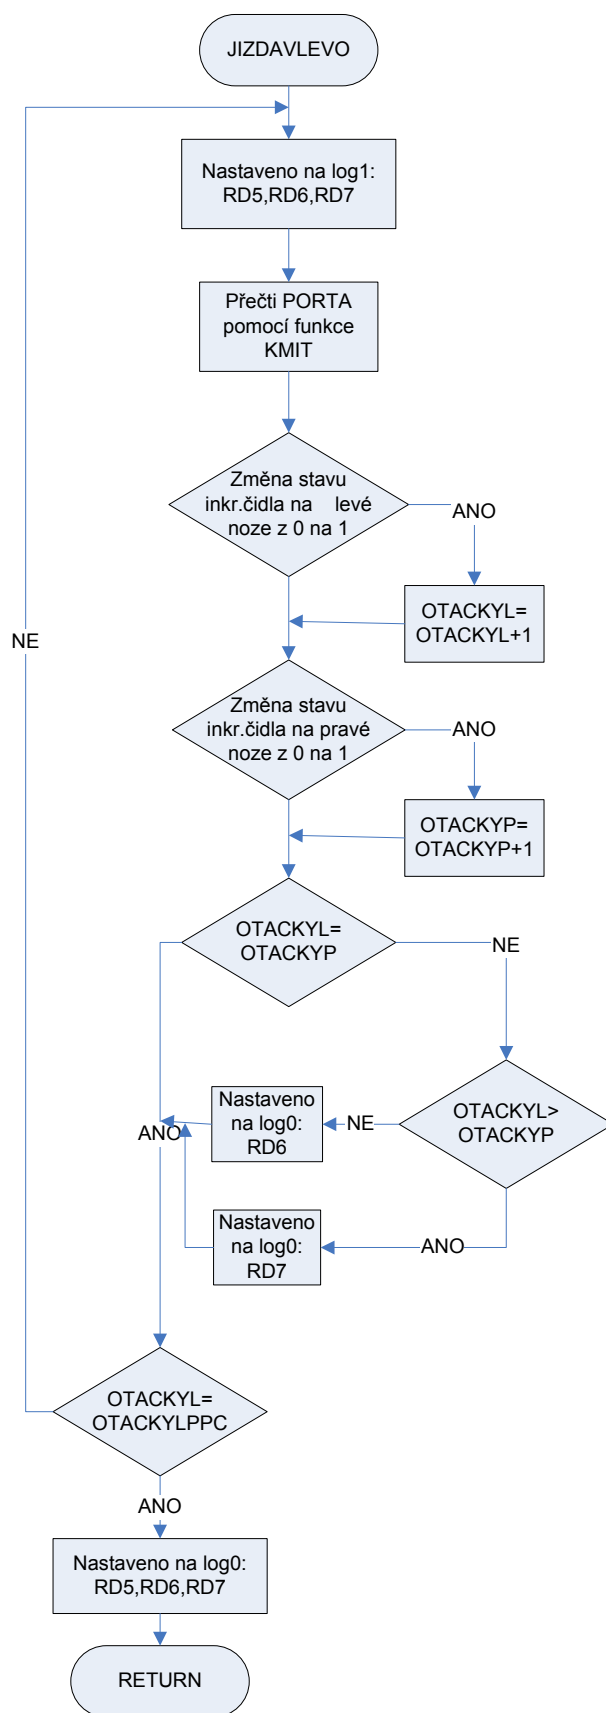 JIZDAVLEVO
Nastaveno na log1:
RD5,RD6,RD7
Přečti PORTA
pomocí funkce
KMIT
Změna stavu
inkr.čidla na levé
noze z 0 na 1
ANO
OTACKYL=
OTACKYL+1
NE
Změna stavu
inkr.čidla na pravé
noze z 0 na 1
ANO
OTACKYP=
OTACKYP+1
OTACKYL=
OTACKYP
NE
OTACKYL>
OTACKYP
NE
Nastaveno
na log0:
RD6
ANO
Nastaveno
na log0:
RD7
ANO
OTACKYL=
OTACKYLPPC
ANO
Nastaveno na log0:
RD5,RD6,RD7
RETURN